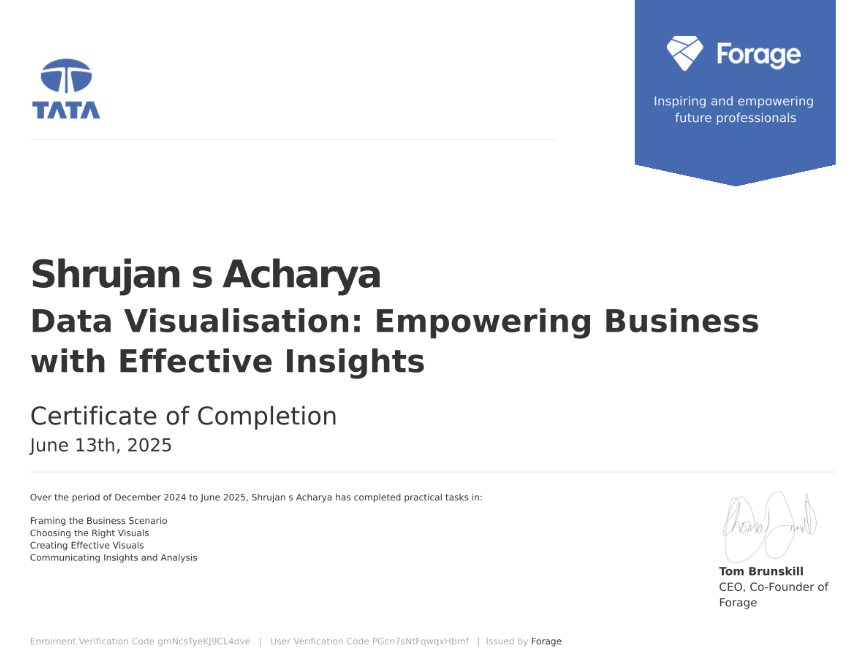 TATA
Forage
Inspiring and empowering
future professionals
Shrujan s Acharya
Data Visualisation: Empowering Business
with Effective Insights
Certificate of Completion
June 13th, 2025
Over the period of December 2024 to June 2025, Shrujan s Acharya has completed practical tasks in:
Framing the Business Scenario
Choosing the Right Visuals
Creating Effective Visuals
Communicating Insights and Analysis
Tom Brunskill
CEO, Co-Founder of
Forage
Enrolment Verification Code gmNcsTyeKJ9CL4dve | User Verification Code PGcn7sNtFqwqxHbmf | Issued by Forage